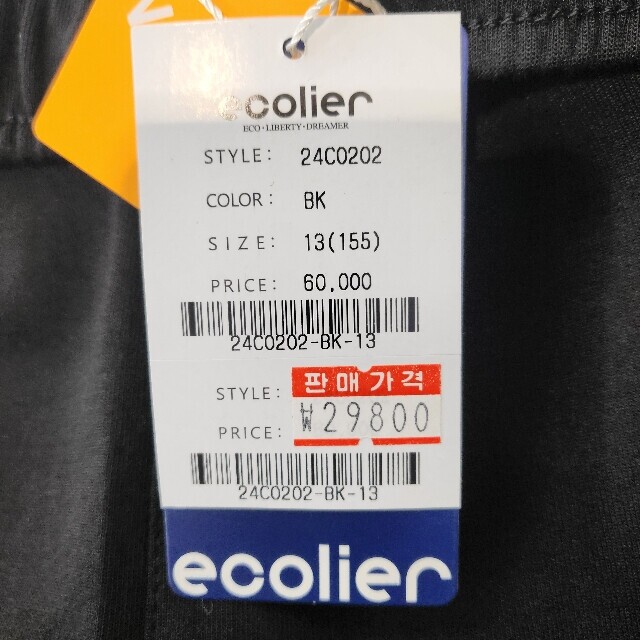 ecolier
ECO·LIBERTY·DREAMER
STYLE: 24C0202
COLOR: BK
SIZE: 13(155)
PRICE: 60,000
24C0202-BK-13
STYLE:
판매가격
PRICE: ₩29800
24C0202-BK-13
ecolier